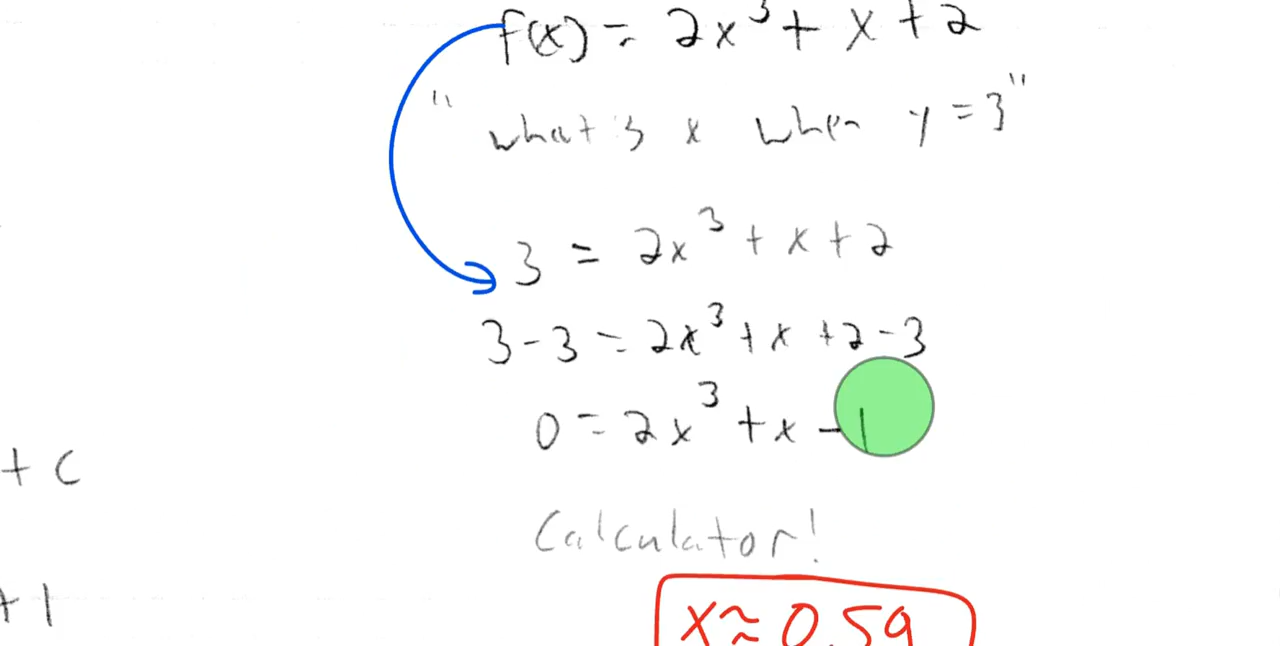 f(x) = 2x³ + x + 2
"what's x when y = 3"
3 = 2x³ + x + 2
3 - 3 = 2x³ + x + 2 - 3
0 = 2x³ + x - 1
+ C
Calculator!
+ 1
x ≈ 0.59